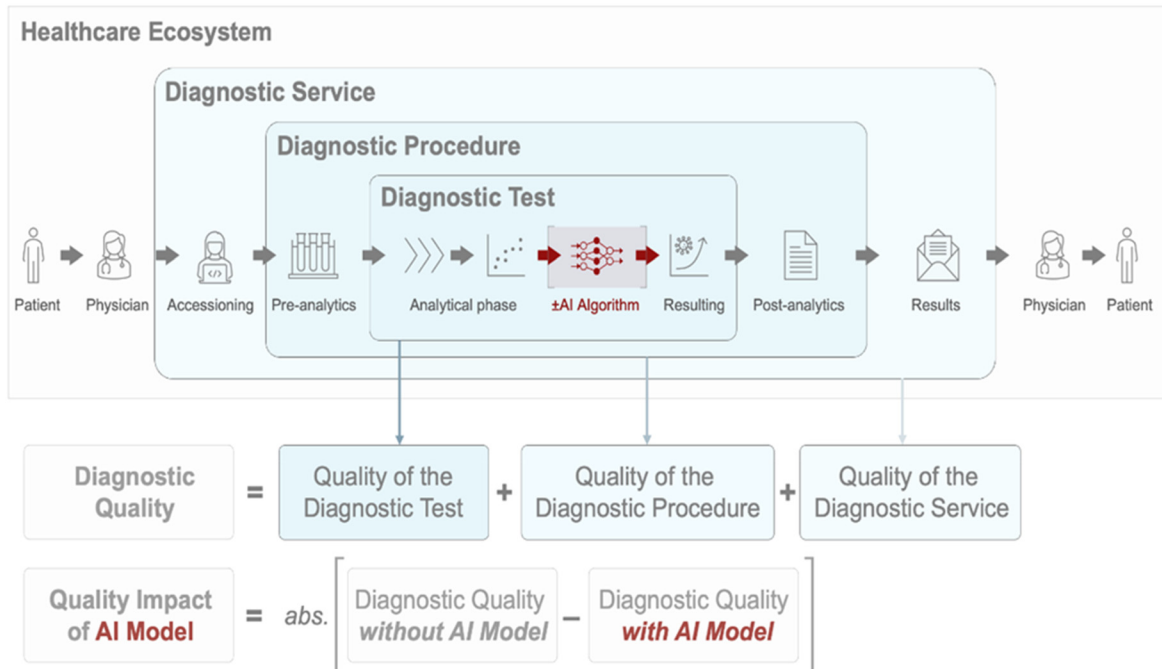 Healthcare Ecosystem
Diagnostic Service
Diagnostic Procedure
Diagnostic Test
Patient
Physician
Accessioning
Pre-analytics
Analytical phase
±AI Algorithm
Resulting
Post-analytics
Results
Physician
Patient
Diagnostic
Quality
=
Quality of the
Diagnostic Test
+
Quality of the
Diagnostic Procedure
+
Quality of the
Diagnostic Service
Quality Impact
of AI Model
=
abs.
Diagnostic Quality
without AI Model
−
Diagnostic Quality
with AI Model